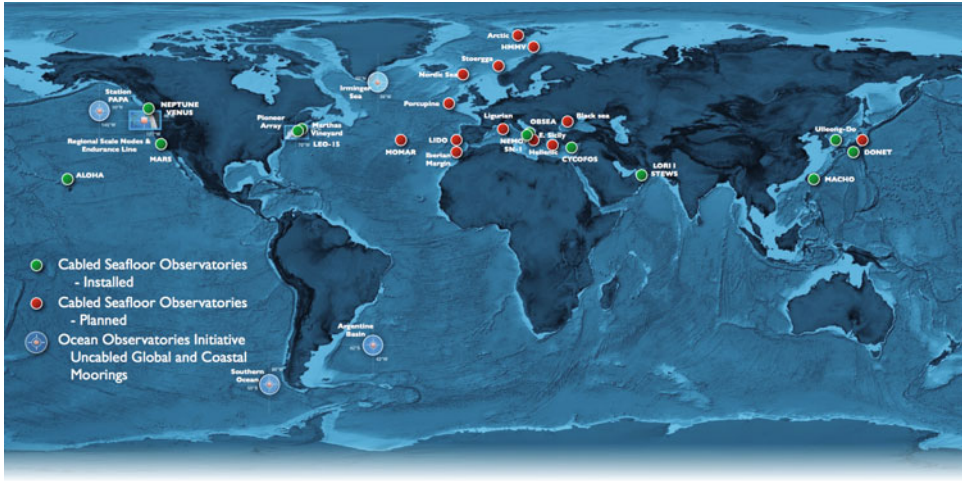 Arctic
HMMV
Stoergga
Nordic Sea
Irminger
Sea
Station
PAPA
NEPTUNE
VENUS
Porcupine
Pioneer
Array
Marthas
Vineyard
LEO-15
Ligurian
OBSEA
Black sea
Ulleung-Do
Regional Scale Nodes &
Endurance Line
MARS
MOMAR
LIDO
Iberian
Margin
NEMO
SN-1
E. Sicily
Hellenic
CYCOFOS
DONET
LORI I
STEWS
ALOHA
MACHO
Cabled Seafloor Observatories
- Installed
Cabled Seafloor Observatories
- Planned
Ocean Observatories Initiative
Uncabled Global and Coastal
Moorings
Argentine
Basin
Southern
Ocean